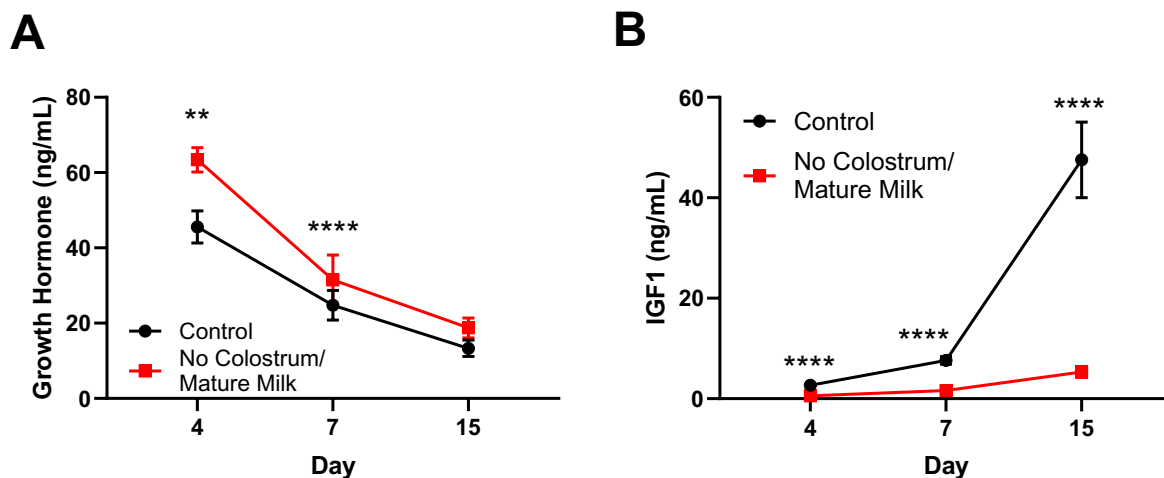 A
Growth Hormone (ng/mL)
80
60
40
20
0
**
****
Control
No Colostrum/
Mature Milk
4
7
15
Day
B
IGF1 (ng/mL)
60
40
20
0
Control
No Colostrum/
Mature Milk
****
****
****
4
7
15
Day